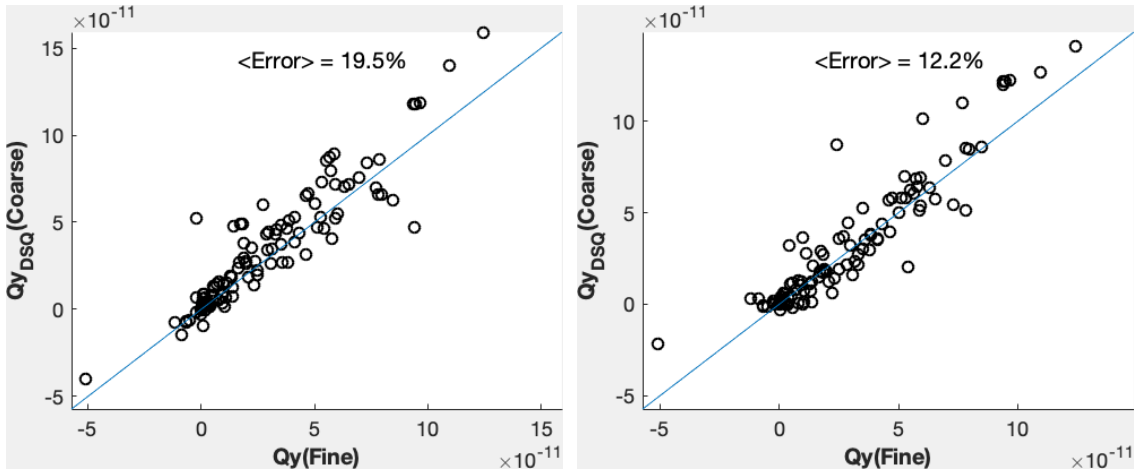 ×10⁻¹¹
<Error> = 19.5%
15
10
5
0
-5
Qy_DSQ(Coarse)
-5 0 5 10 15
Qy(Fine)
×10⁻¹¹
×10⁻¹¹
<Error> = 12.2%
10
5
0
-5
Qy_DSQ(Coarse)
-5 0 5 10
Qy(Fine)
×10⁻¹¹